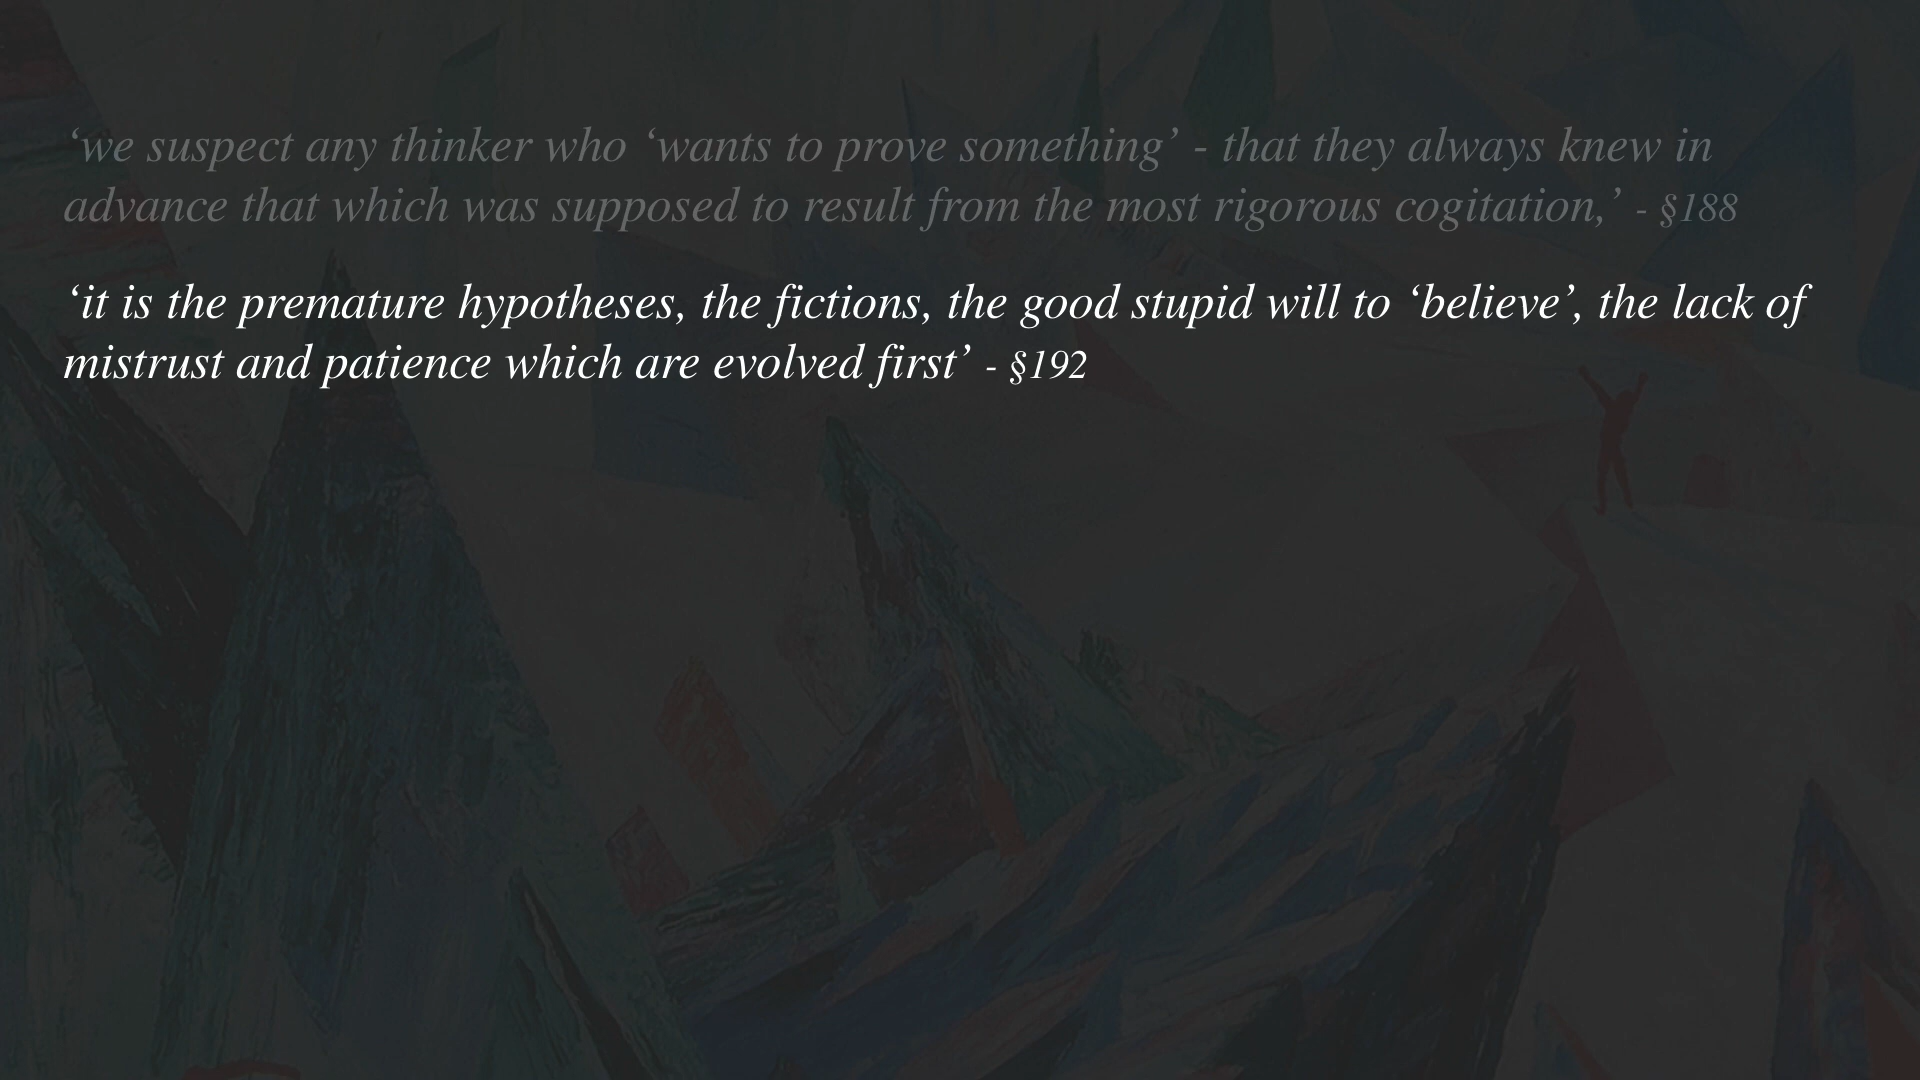 ‘we suspect any thinker who ‘wants to prove something’ - that they always knew in
advance that which was supposed to result from the most rigorous cogitation,’ - §188
‘it is the premature hypotheses, the fictions, the good stupid will to ‘believe’, the lack of
mistrust and patience which are evolved first’ - §192